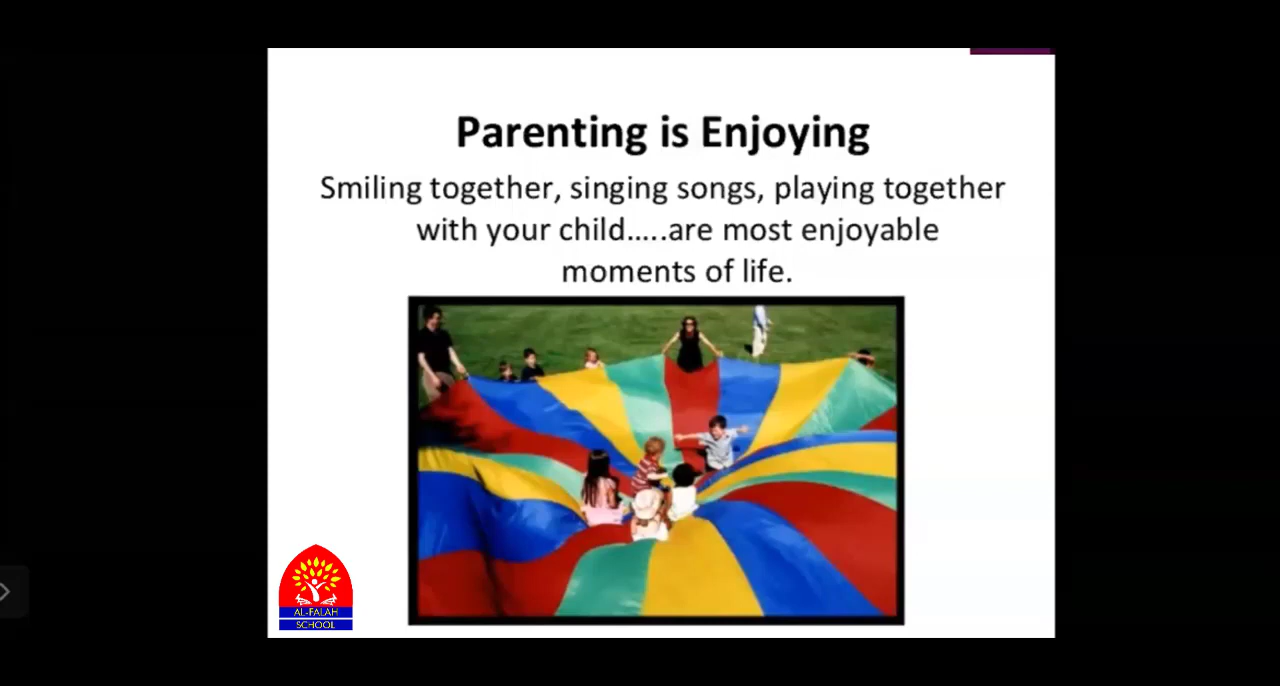 Parenting is Enjoying
Smiling together, singing songs, playing together
with your child.....are most enjoyable
moments of life.
AL-FALAH
SCHOOL